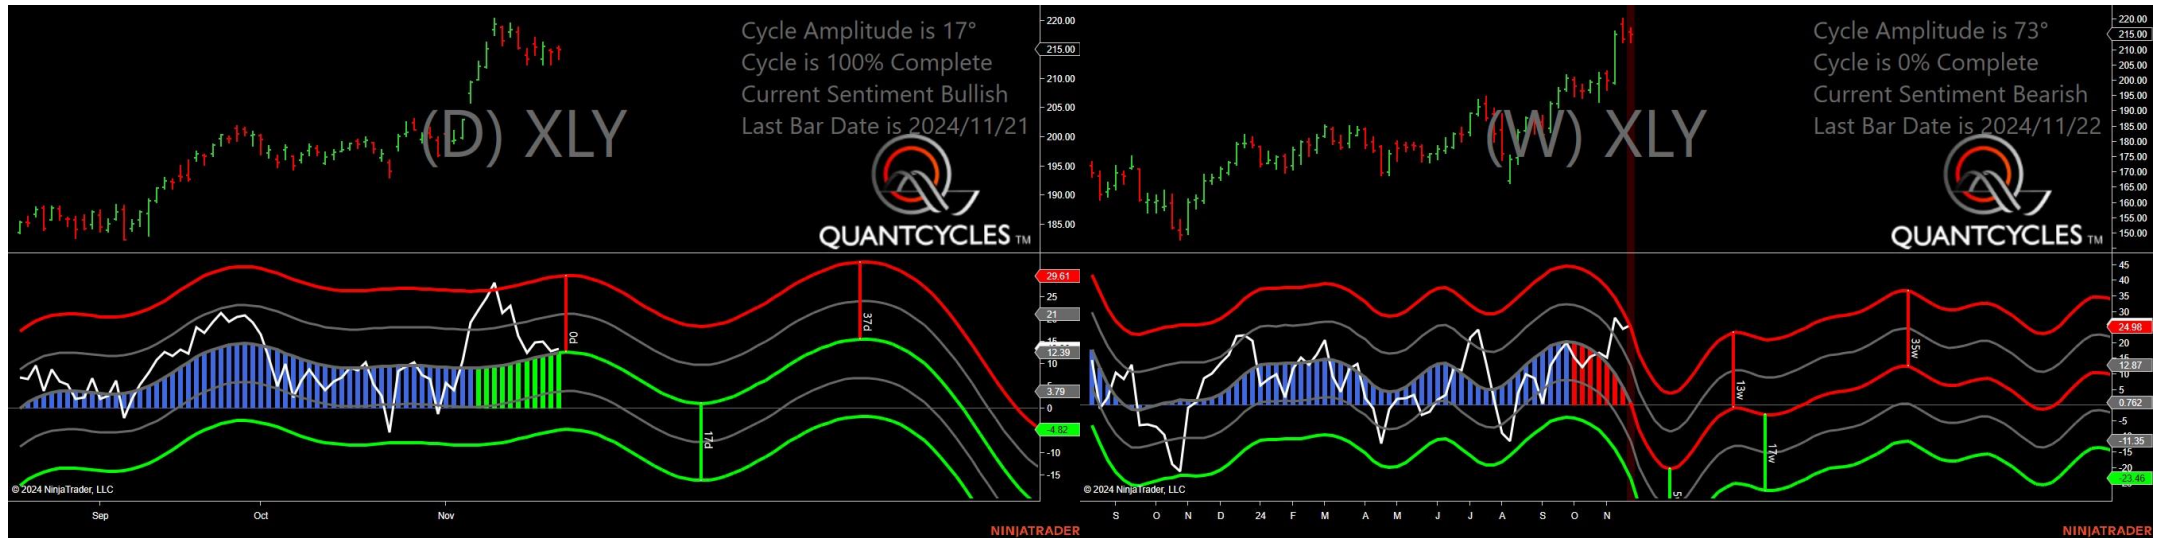 Cycle Amplitude is 17°
Cycle is 100% Complete
Current Sentiment Bullish
Last Bar Date is 2024/11/21
(D) XLY
QUANTCYCLES TM
220.00
215.00
210.00
205.00
200.00
195.00
190.00
185.00
29.61
25
21
15
12.39
10
3.79
0
-4.82
-10
-15
0d
17d
37d
© 2024 NinjaTrader, LLC
Sep Oct Nov
NINJATRADER
Cycle Amplitude is 73°
Cycle is 0% Complete
Current Sentiment Bearish
Last Bar Date is 2024/11/22
(W) XLY
QUANTCYCLES TM
220.00
215.00
210.00
205.00
200.00
195.00
190.00
185.00
180.00
175.00
170.00
165.00
160.00
155.00
150.00
45
40
35
30
24.98
20
12.87
10
5
0.762
-5
-11.35
-15
-20
-23.46
13w
17w
35w
© 2024 NinjaTrader, LLC
S O N D 24 F M A M J J A S O N
NINJATRADER